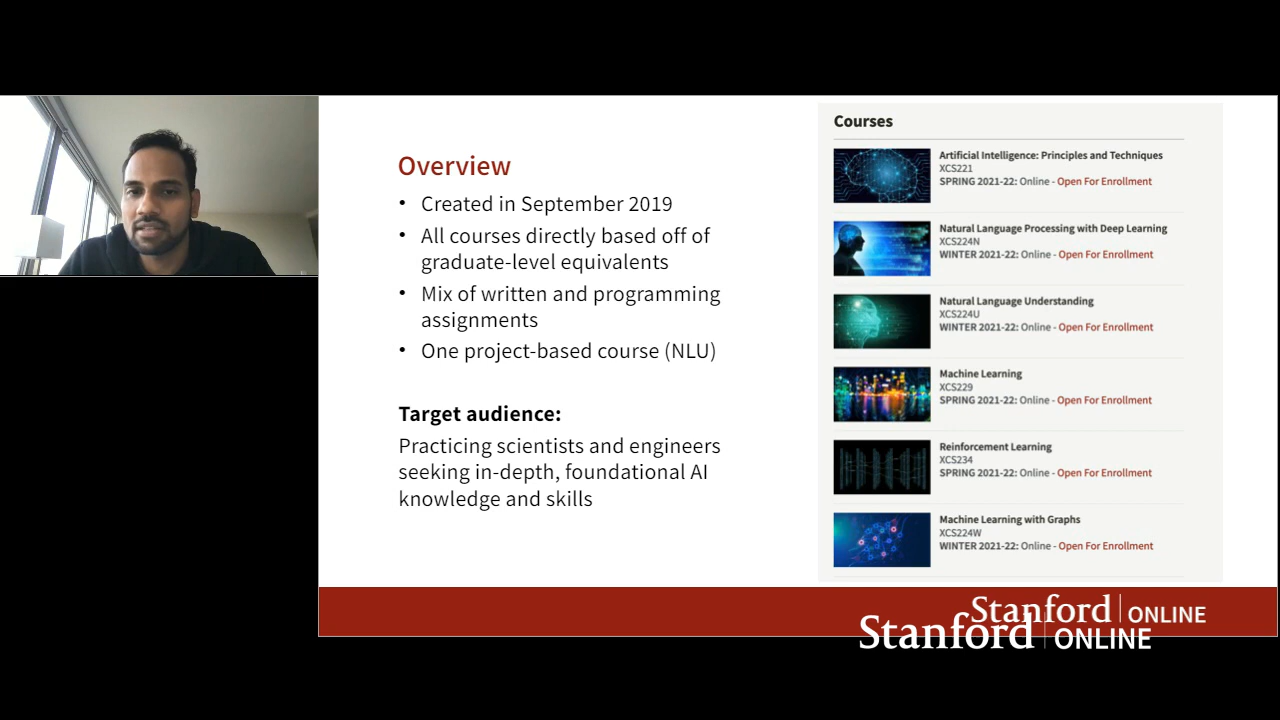 Overview
• Created in September 2019
• All courses directly based off of
graduate-level equivalents
• Mix of written and programming
assignments
• One project-based course (NLU)
Target audience:
Practicing scientists and engineers
seeking in-depth, foundational AI
knowledge and skills
Courses
Artificial Intelligence: Principles and Techniques
XCS221
SPRING 2021-22: Online - Open For Enrollment
Natural Language Processing with Deep Learning
XCS224N
WINTER 2021-22: Online - Open For Enrollment
Natural Language Understanding
XCS224U
WINTER 2021-22: Online - Open For Enrollment
Machine Learning
XCS229
SPRING 2021-22: Online - Open For Enrollment
Reinforcement Learning
XCS234
SPRING 2021-22: Online - Open For Enrollment
Machine Learning with Graphs
XCS224W
WINTER 2021-22: Online - Open For Enrollment
Stanford | ONLINE
Stanford | ONLINE